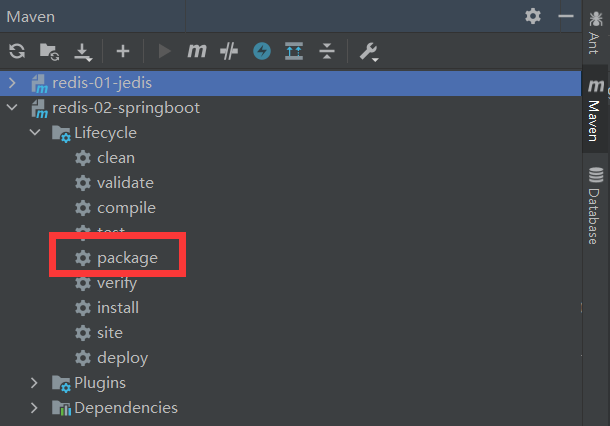 Maven
redis-01-jedis
redis-02-springboot
Lifecycle
clean
validate
compile
test
package
verify
install
site
deploy
Plugins
Dependencies
Ant
Maven
Database